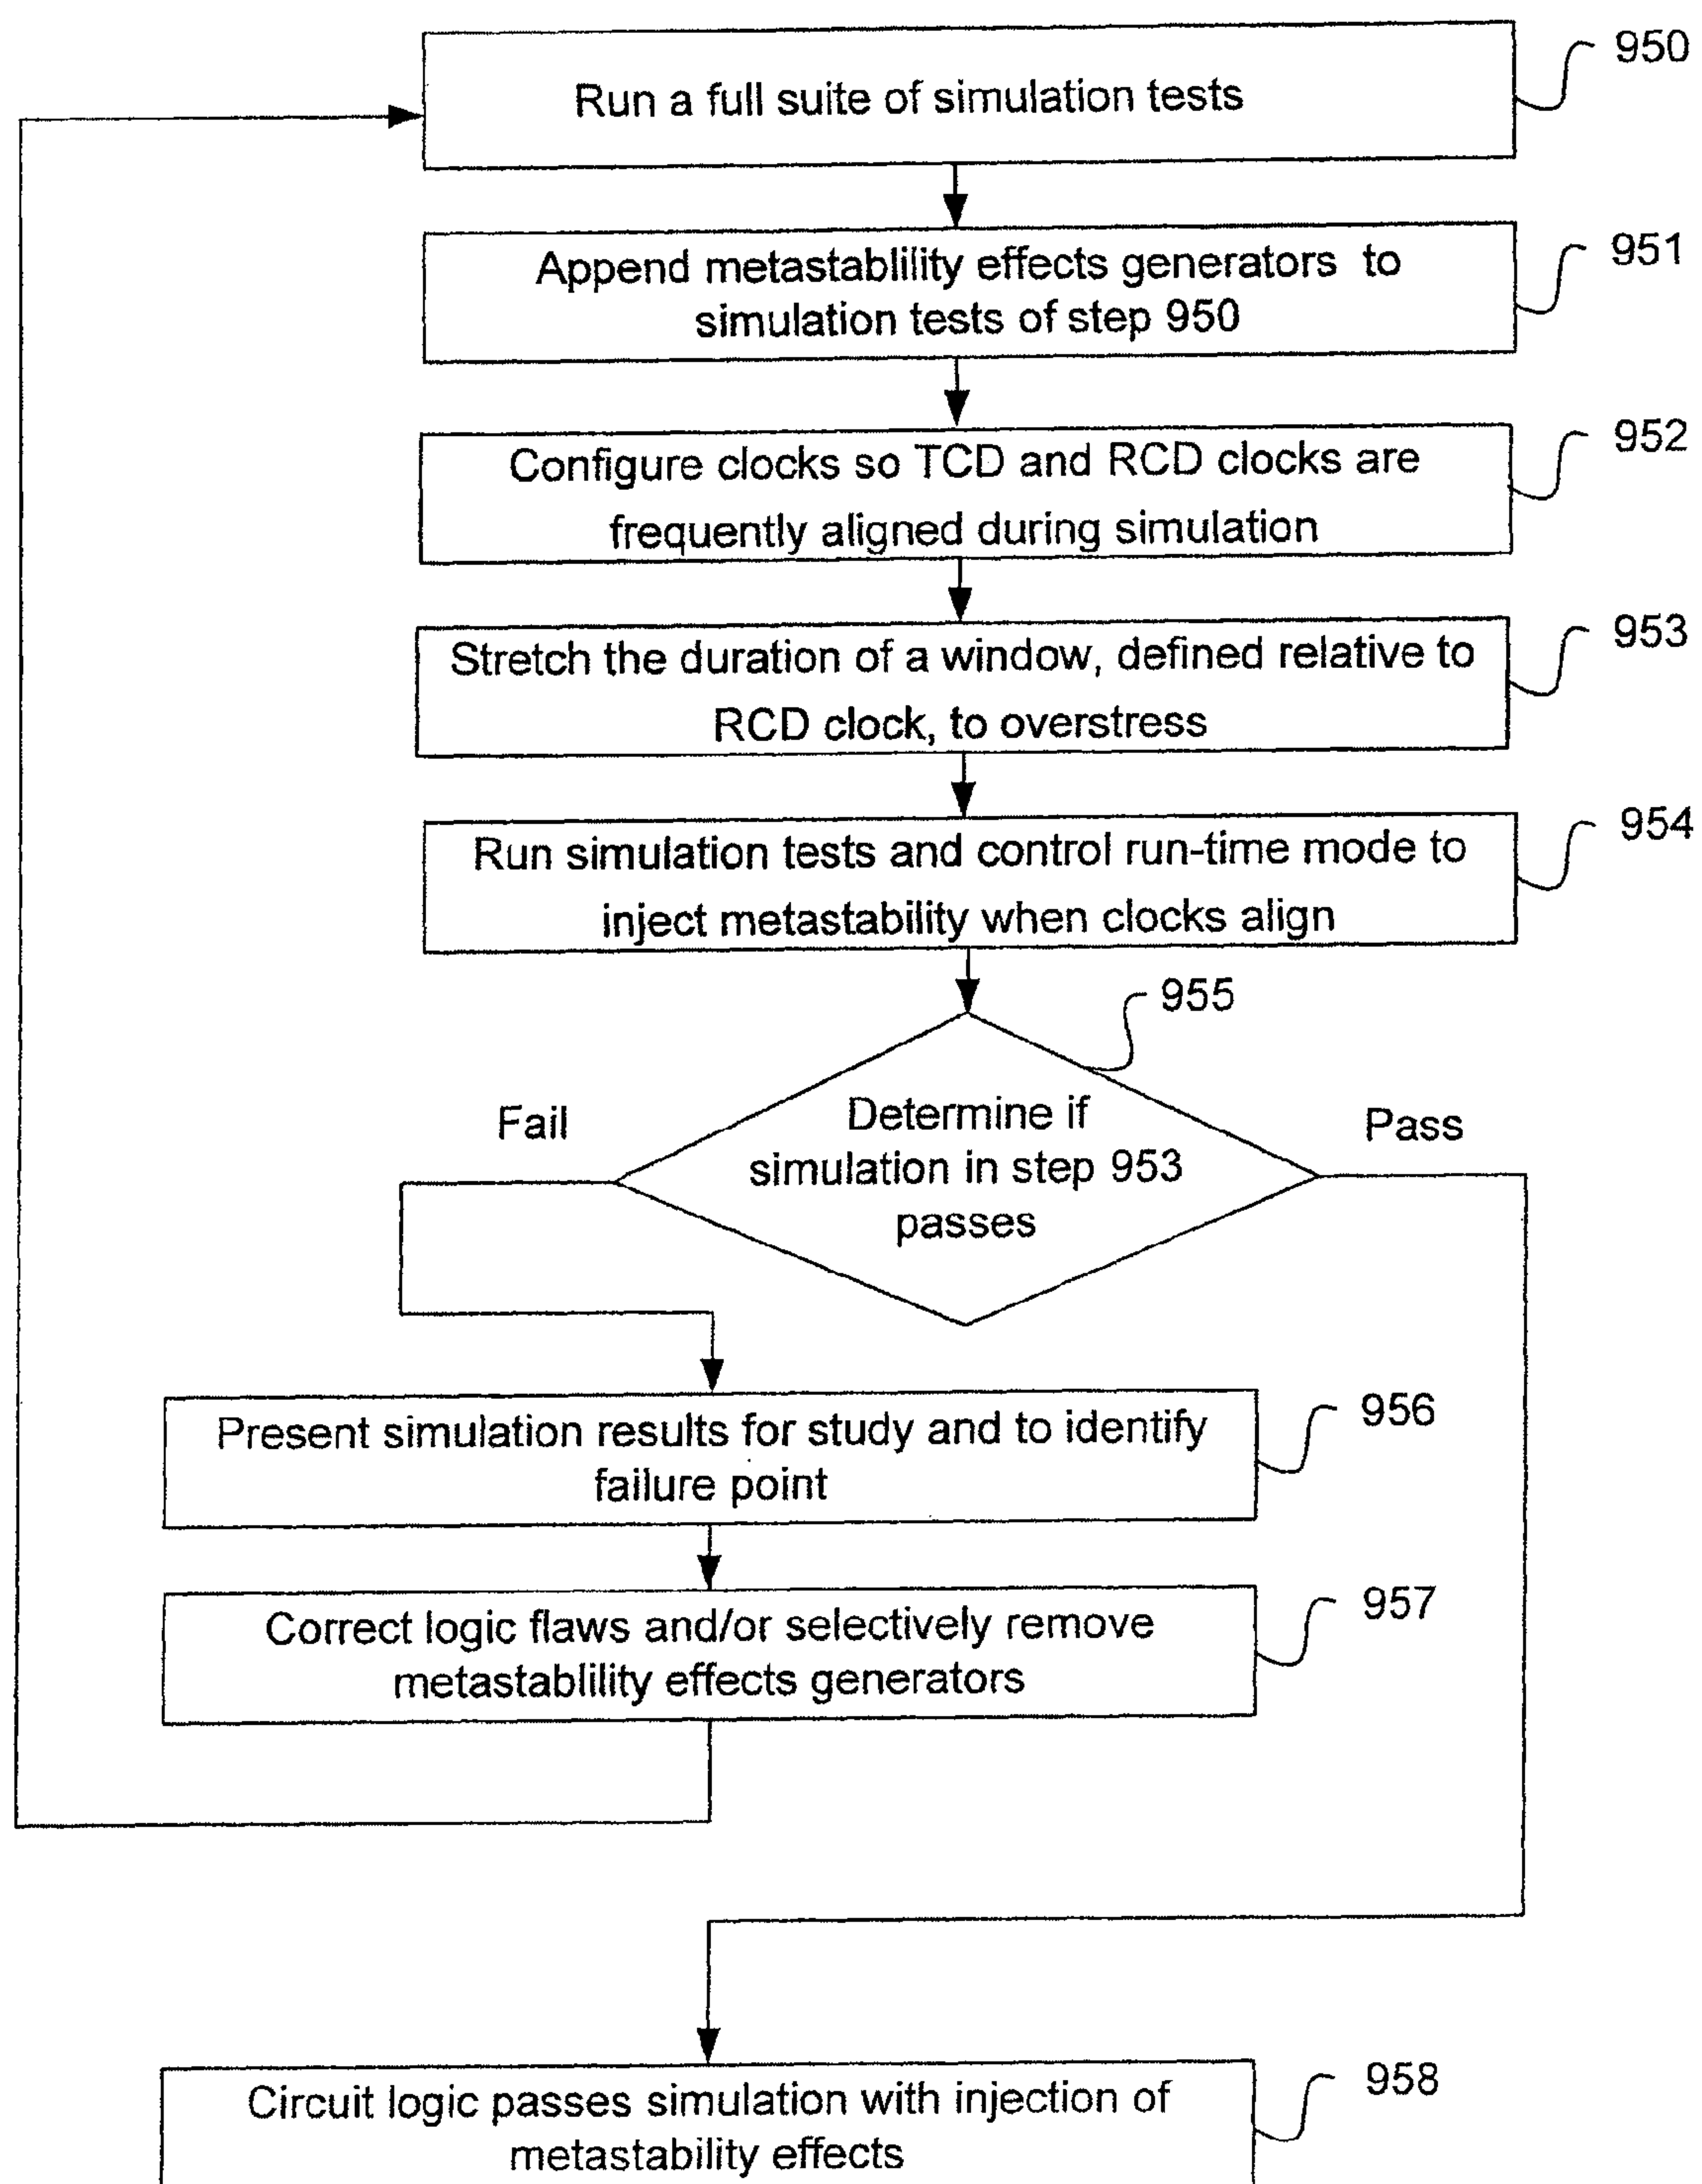 Run a full suite of simulation tests
950
Append metastablility effects generators to
simulation tests of step 950
951
Configure clocks so TCD and RCD clocks are
frequently aligned during simulation
952
Stretch the duration of a window, defined relative to
RCD clock, to overstress
953
Run simulation tests and control run-time mode to
inject metastability when clocks align
954
955
Fail
Determine if
simulation in step 953
passes
Pass
Present simulation results for study and to identify
failure point
956
Correct logic flaws and/or selectively remove
metastablility effects generators
957
Circuit logic passes simulation with injection of
metastability effects
958